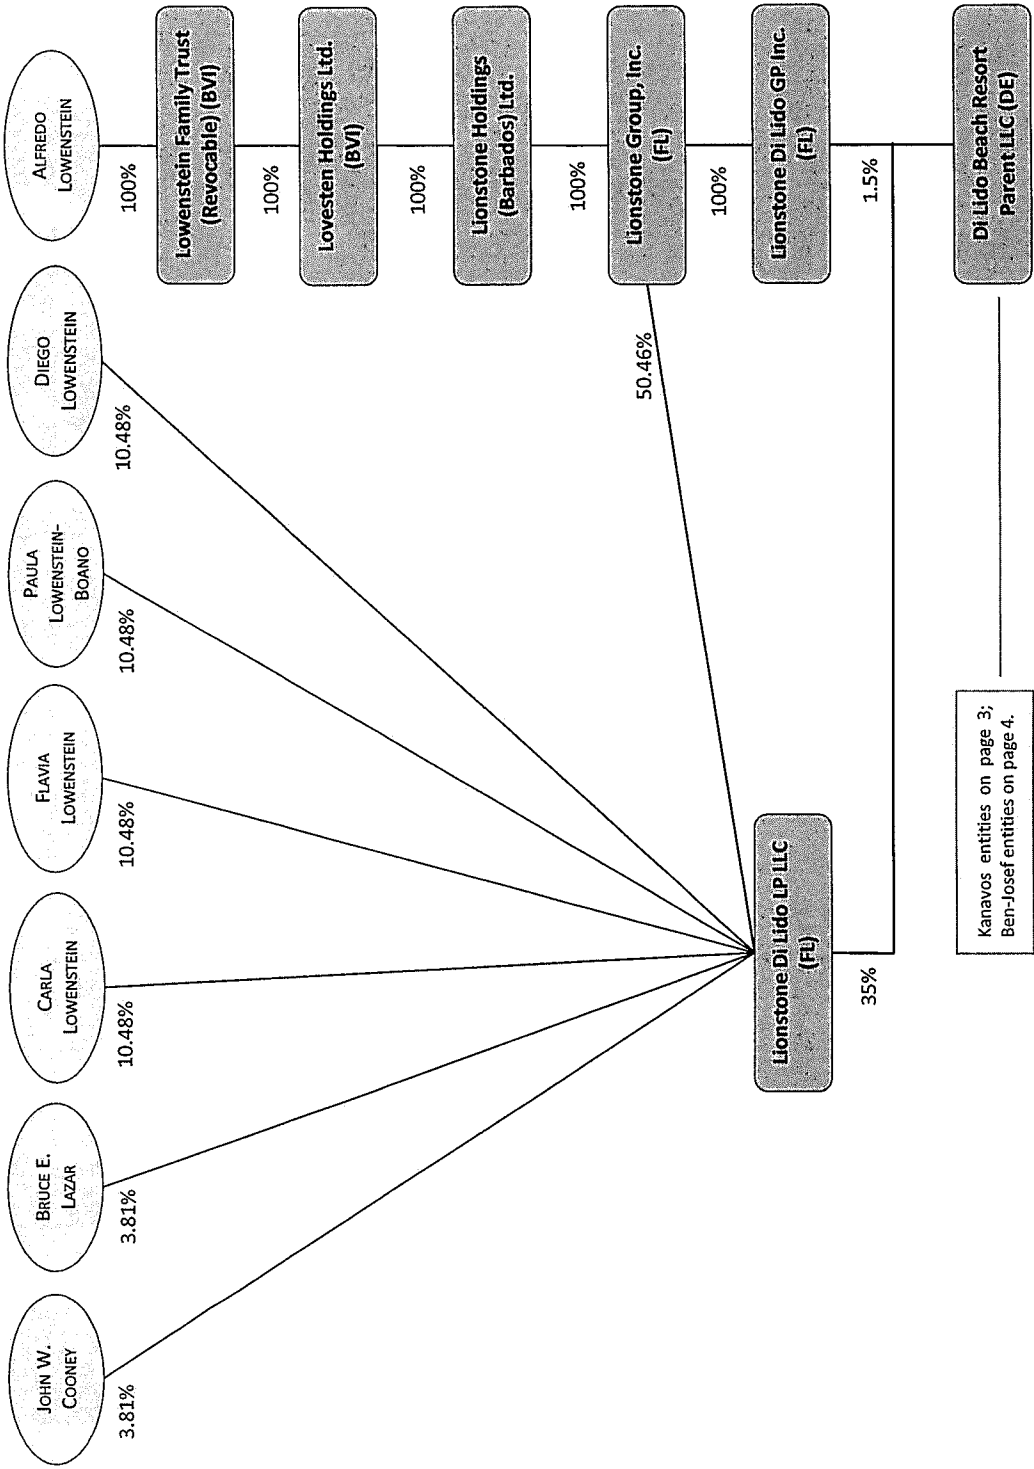 JOHN W.
COONEY
BRUCE E.
LAZAR
CARLA
LOWENSTEIN
FLAVIA
LOWENSTEIN
PAULA
LOWENSTEIN-
BOANO
DIEGO
LOWENSTEIN
ALFREDO
LOWENSTEIN
3.81%
3.81%
10.48%
10.48%
10.48%
10.48%
100%
Lowenstein Family Trust
(Revocable) (BVI)
100%
Lovesten Holdings Ltd.
(BVI)
100%
Lionstone Holdings
(Barbados) Ltd.
100%
Lionstone Group, Inc.
(FL)
50.46%
100%
Lionstone Di Lido LP LLC
(FL)
Lionstone Di Lido GP Inc.
(FL)
35%
1.5%
Kanavos entities on page 3;
Ben-Josef entities on page 4.
Di Lido Beach Resort
Parent LLC (DE)